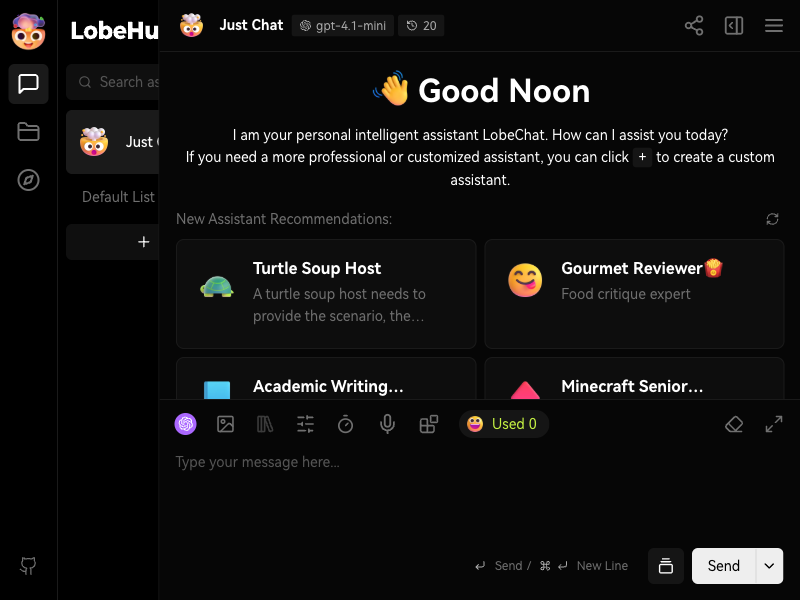 LobeHu
Search as
Just C
Default List
Just Chat
gpt-4.1-mini
20
Good Noon
I am your personal intelligent assistant LobeChat. How can I assist you today?
If you need a more professional or customized assistant, you can click + to create a custom
assistant.
New Assistant Recommendations:
Turtle Soup Host
A turtle soup host needs to
provide the scenario, the…
Gourmet Reviewer🍟
Food critique expert
Academic Writing…
Minecraft Senior…
Used 0
Type your message here...
Send / ⌘ New Line
Send